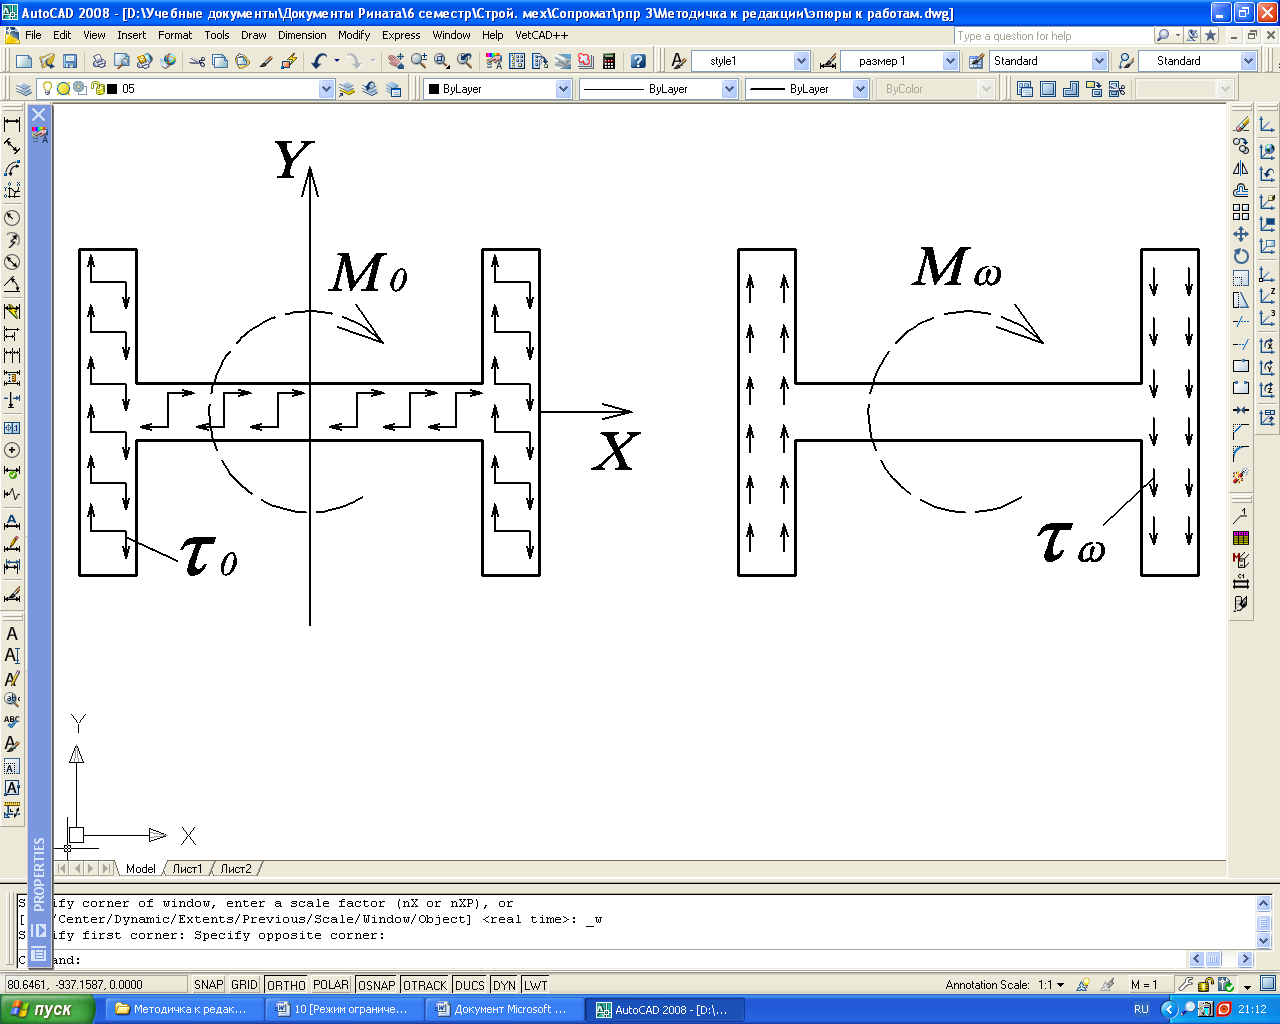 AutoCAD 2008 - [D:\Учебные документы\Документы Рината\6 семестр\Строй. мех\Сопромат\рпр 3\Методичка к редакции\эпюры к работам.dwg]
File Edit View Insert Format Tools Draw Dimension Modify Express Window Help VetCAD++ Type a question for help
style1 размер 1 Standard Standard
05 ByLayer ByLayer ByLayer ByColor
Y
M0 Mω
X
τ0 τω
Y
X
PROPERTIES
Model Лист1 Лист2
ify corner of window, enter a scale factor (nX or nXP), or
/Center/Dynamic/Extents/Previous/Scale/Window/Object] <real time>: _w
ify first corner: Specify opposite corner:
and:
80.6461, -937.1587, 0.0000 SNAP GRID ORTHO POLAR OSNAP OTRACK DUCS DYN LWT Annotation Scale: 1:1 M = 1
пуск Методичка к редак... 10 [Режим ограниче... Документ Microsoft ... AutoCAD 2008 - [D:\... RU 21:12